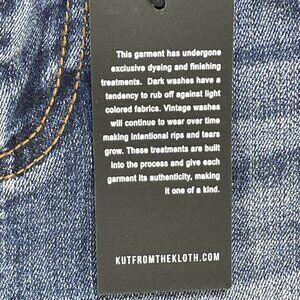 This garment has undergone
exclusive dyeing and finishing
treatments. Dark washes have a
tendency to rub off against light
colored fabrics. Vintage washes
will continue to wear over time
making intentional rips and tears
grow. These treatments are built
into the process and give each
garment its authenticity, making
it one of a kind.
KUTFROMTHEKLOTH.COM